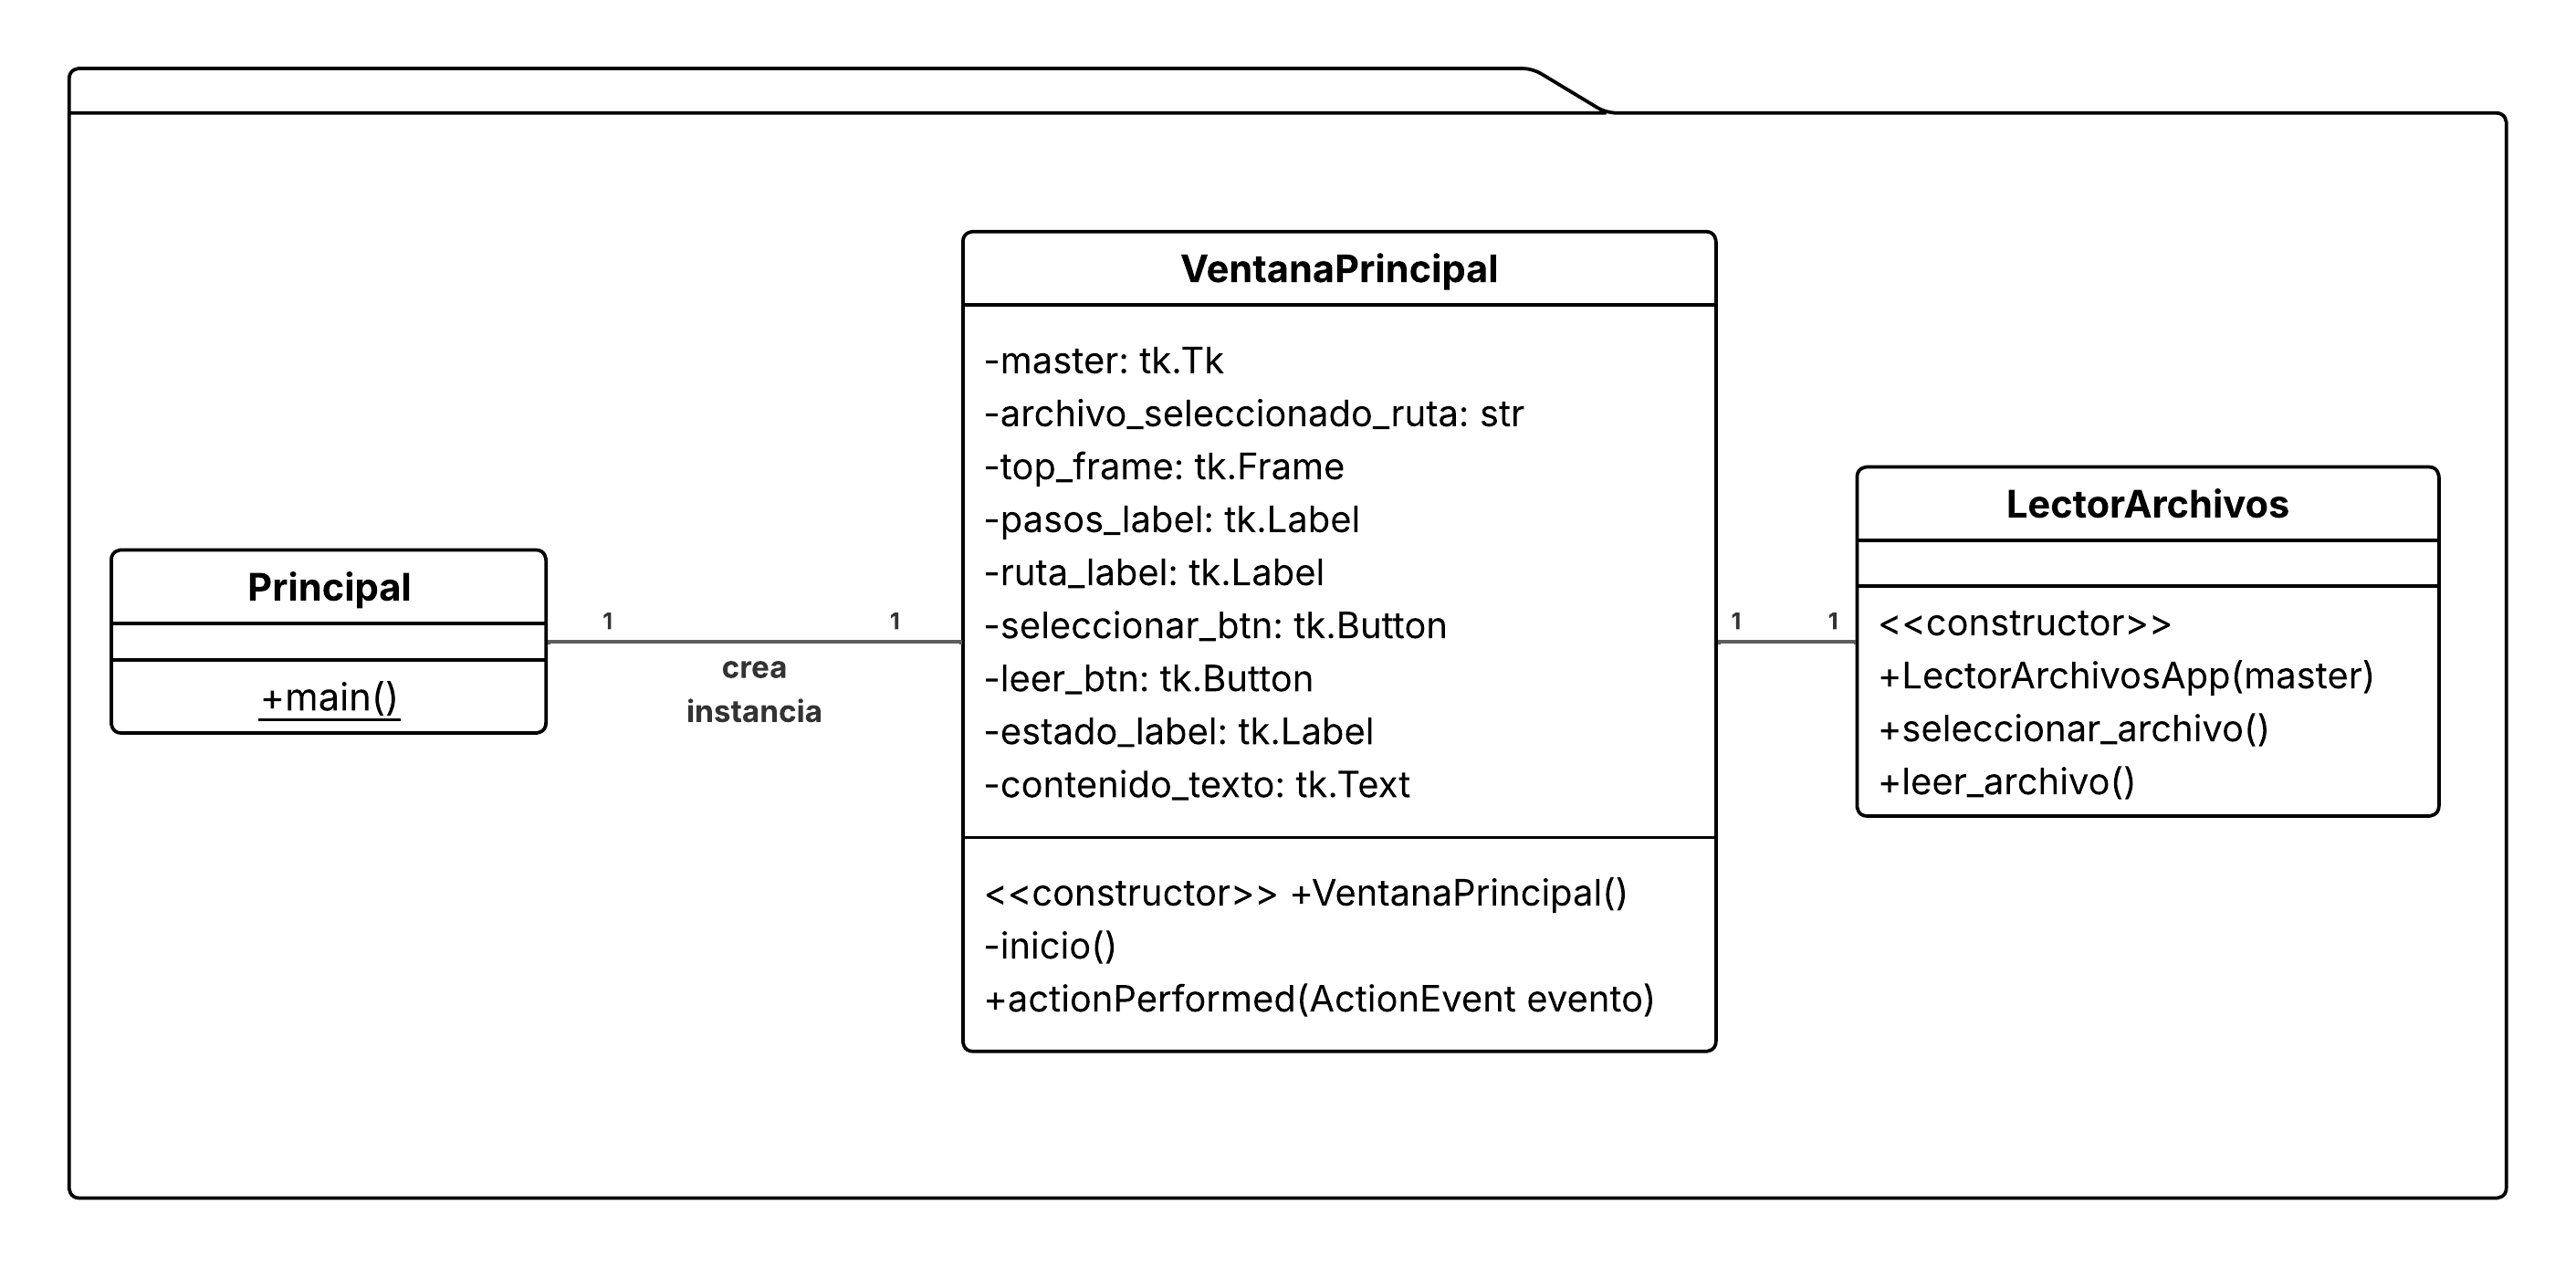 Principal
+main()
1
1
crea
instancia
VentanaPrincipal
-master: tk.Tk
-archivo_seleccionado_ruta: str
-top_frame: tk.Frame
-pasos_label: tk.Label
-ruta_label: tk.Label
-seleccionar_btn: tk.Button
-leer_btn: tk.Button
-estado_label: tk.Label
-contenido_texto: tk.Text
<<constructor>> +VentanaPrincipal()
-inicio()
+actionPerformed(ActionEvent evento)
1
1
LectorArchivos
<<constructor>>
+LectorArchivosApp(master)
+seleccionar_archivo()
+leer_archivo()